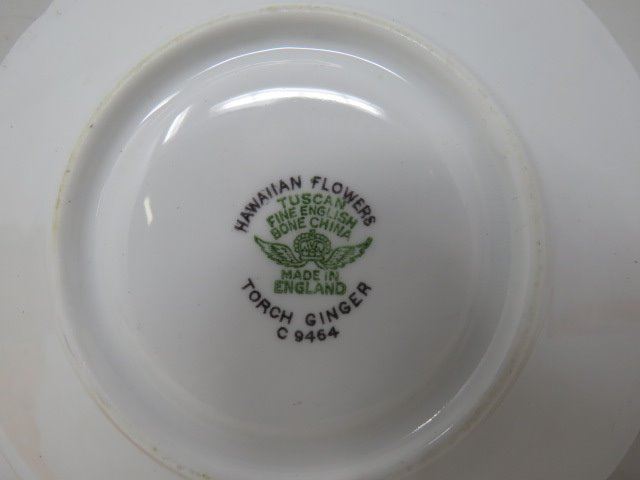 HAWAIIAN FLOWERS
TUSCAN
FINE ENGLISH
BONE CHINA
MADE IN
ENGLAND
TORCH GINGER
C 9464